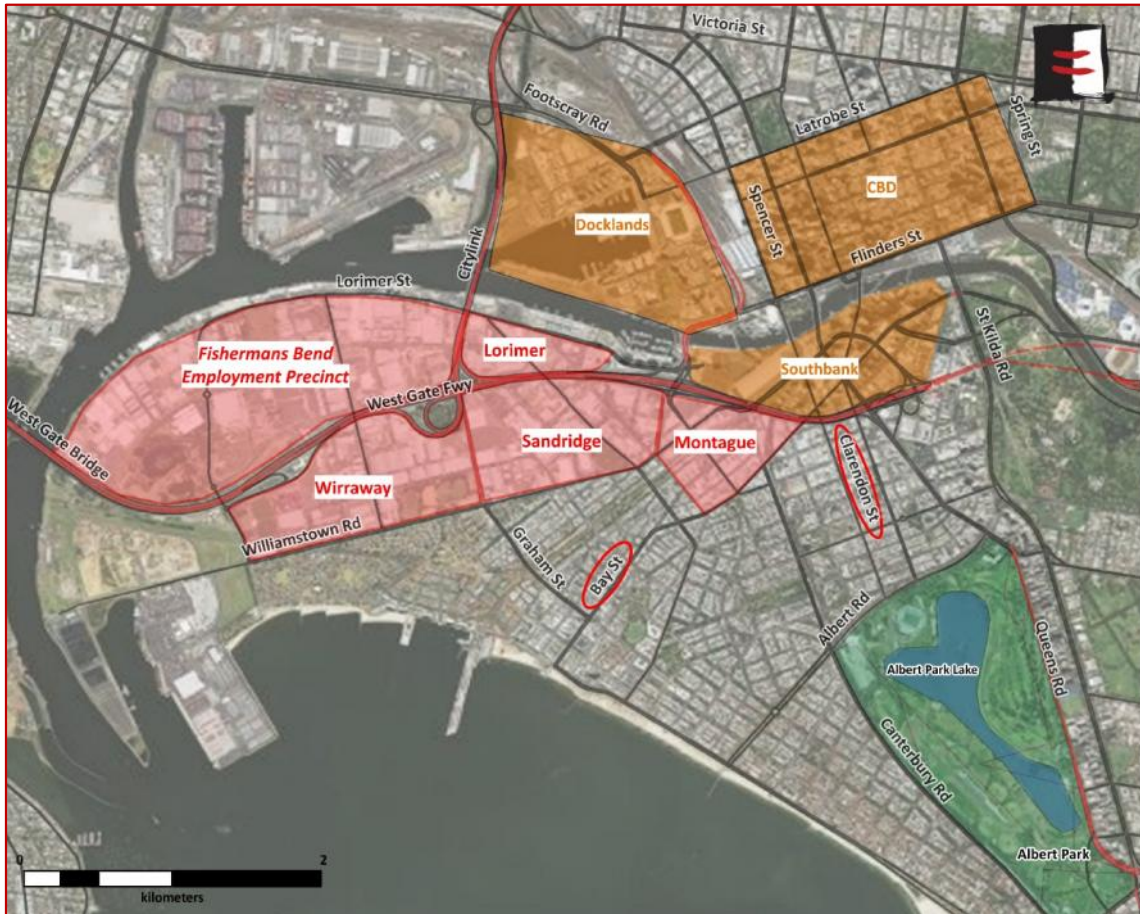 Victoria St
Footscray Rd
Latrobe St
Spring St
CBD
Spencer St
Docklands
Flinders St
Citylink
Lorimer St
St Kilda Rd
Lorimer
Fishermans Bend
Employment Precinct
Southbank
West Gate Fwy
West Gate Bridge
Sandridge
Montague
Clarendon St
Wirraway
Williamstown Rd
Graham St
Bay St
Albert Rd
Queens Rd
Albert Park Lake
Canterbury Rd
Albert Park
0
2
kilometers